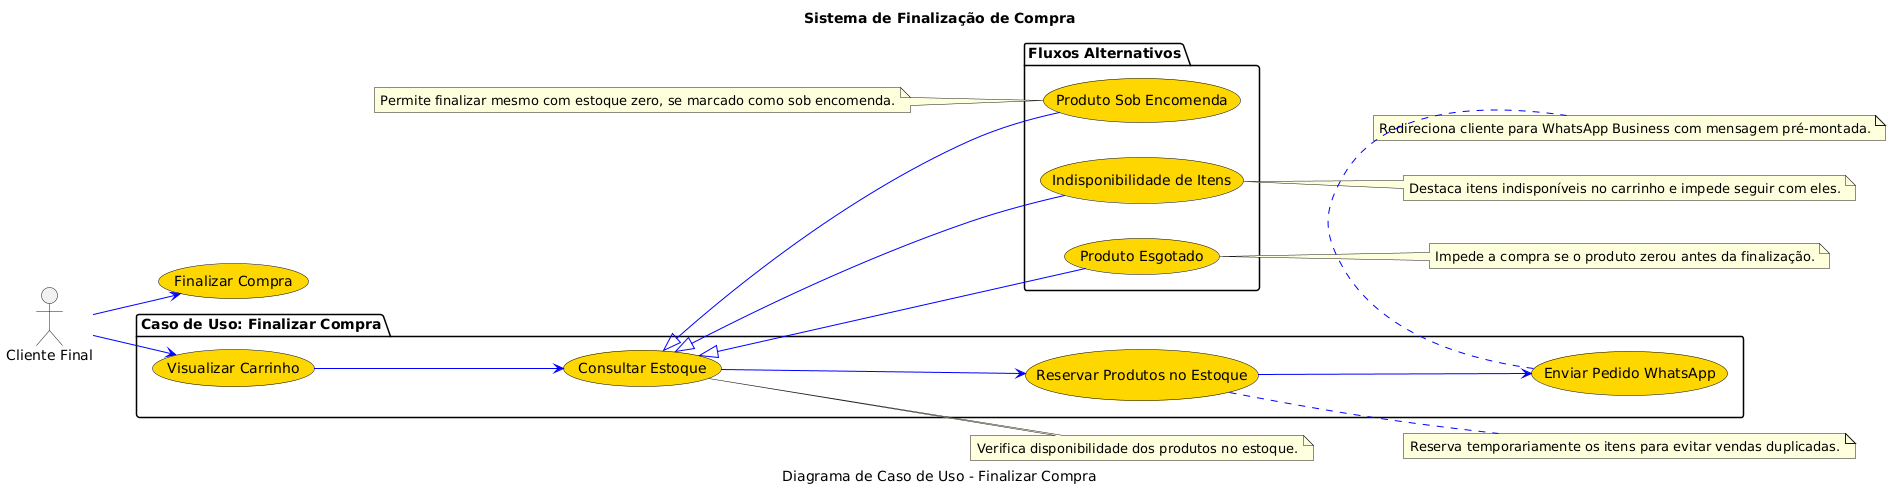 Sistema de Finalização de Compra
Fluxos Alternativos
Permite finalizar mesmo com estoque zero, se marcado como sob encomenda.
Produto Sob Encomenda
Redireciona cliente para WhatsApp Business com mensagem pré-montada.
Indisponibilidade de Itens
Destaca itens indisponíveis no carrinho e impede seguir com eles.
Produto Esgotado
Impede a compra se o produto zerou antes da finalização.
Finalizar Compra
Cliente Final
Caso de Uso: Finalizar Compra
Visualizar Carrinho
Consultar Estoque
Reservar Produtos no Estoque
Enviar Pedido WhatsApp
Verifica disponibilidade dos produtos no estoque.
Reserva temporariamente os itens para evitar vendas duplicadas.
Diagrama de Caso de Uso - Finalizar Compra